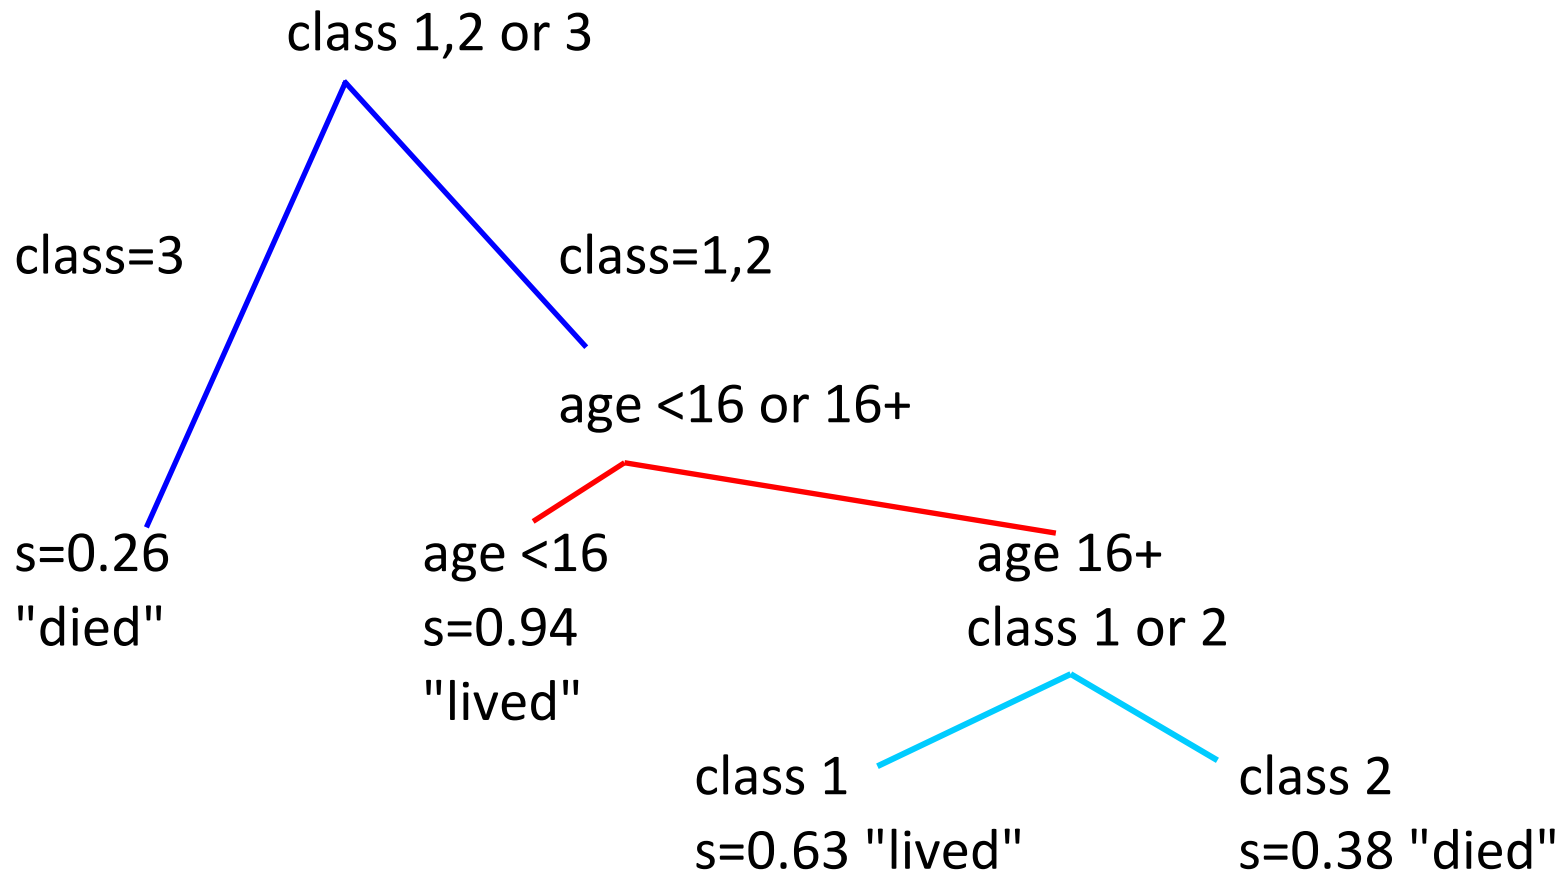 class 1,2 or 3
class=3
class=1,2
age <16 or 16+
s=0.26
"died"
age <16
s=0.94
"lived"
age 16+
class 1 or 2
class 1
s=0.63 "lived"
class 2
s=0.38 "died"